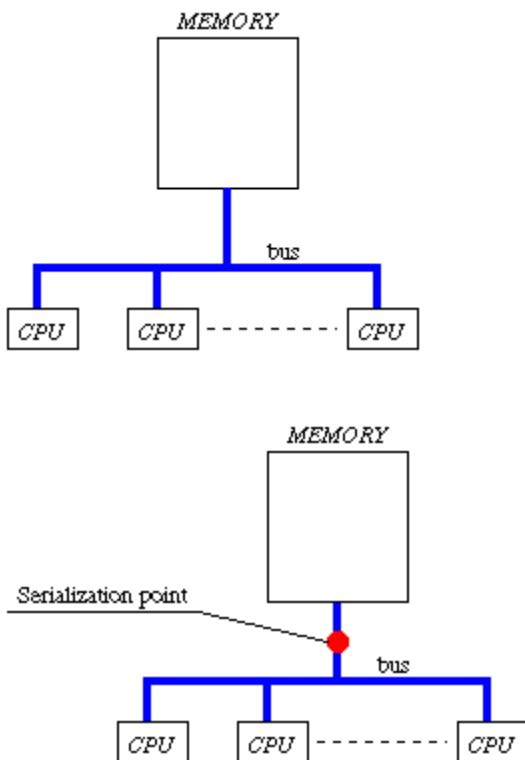 MEMORY
bus
CPU CPU CPU
MEMORY
Serialization point
bus
CPU CPU CPU